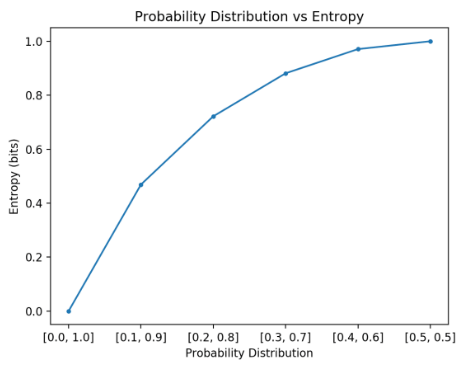 Probability Distribution vs Entropy
1.0
0.8
0.6
0.4
0.2
0.0
Entropy (bits)
[0.0, 1.0] [0.1, 0.9] [0.2, 0.8] [0.3, 0.7] [0.4, 0.6] [0.5, 0.5]
Probability Distribution